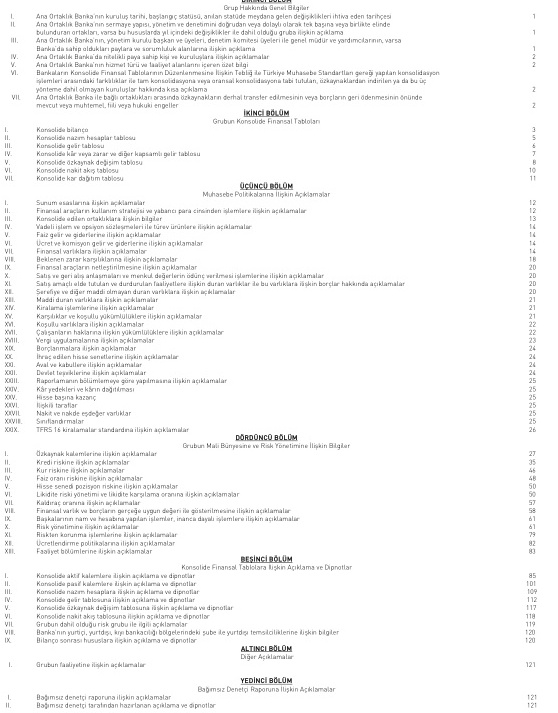 BİRİNCİ BÖLÜM
Grup Hakkında Genel Bilgiler
I. Ana Ortaklık Banka'nın kuruluş tarihi, başlangıç statüsü, anılan statüde meydana gelen değişiklikleri ihtiva eden tarihçesi 1
II. Ana Ortaklık Banka'nın sermaye yapısı, yönetim ve denetimini doğrudan veya dolaylı olarak tek başına veya birlikte elinde
bulunduran ortakları, varsa bu hususlarda yıl içindeki değişiklikler ile dahil olduğu gruba ilişkin açıklama 1
III. Ana Ortaklık Banka'nın, yönetim kurulu başkan ve üyeleri, denetim komitesi üyeleri ile genel müdür ve yardımcılarının, varsa
Banka'da sahip oldukları paylara ve sorumluluk alanlarına ilişkin açıklama 1
IV. Ana Ortaklık Banka'da nitelikli paya sahip kişi ve kuruluşlara ilişkin açıklamalar 2
V. Ana Ortaklık Banka'nın hizmet türü ve faaliyet alanlarını içeren özet bilgi 2
VI. Bankaların Konsolide Finansal Tablolarının Düzenlenmesine İlişkin Tebliğ ile Türkiye Muhasebe Standartları gereği yapılan konsolidasyon
işlemleri arasındaki farklılıklar ile tam konsolidasyona veya oransal konsolidasyona tabi tutulan, özkaynaklardan indirilen ya da bu üç
yönteme dahil olmayan kuruluşlar hakkında kısa açıklama 2
VII. Ana Ortaklık Banka ile bağlı ortaklıkları arasında özkaynakların derhal transfer edilmesinin veya borçların geri ödenmesinin önünde
mevcut veya muhtemel, fiili veya hukuki engeller 2
İKİNCİ BÖLÜM
Grubun Konsolide Finansal Tabloları
I. Konsolide bilanço 3
II. Konsolide nazım hesaplar tablosu 5
III. Konsolide gelir tablosu 6
IV. Konsolide kâr veya zarar ve diğer kapsamlı gelir tablosu 7
V. Konsolide özkaynak değişim tablosu 8
VI. Konsolide nakit akış tablosu 10
VII. Konsolide kar dağıtım tablosu 11
ÜÇÜNCÜ BÖLÜM
Muhasebe Politikalarına İlişkin Açıklamalar
I. Sunum esaslarına ilişkin açıklamalar 12
II. Finansal araçların kullanım stratejisi ve yabancı para cinsinden işlemlere ilişkin açıklamalar 12
III. Konsolide edilen ortaklıklara ilişkin bilgiler 13
IV. Vadeli işlem ve opsiyon sözleşmeleri ile türev ürünlere ilişkin açıklamalar 14
V. Faiz gelir ve giderlerine ilişkin açıklamalar 14
VI. Ücret ve komisyon gelir ve giderlerine ilişkin açıklamalar 14
VII. Finansal varlıklara ilişkin açıklamalar 14
VIII. Beklenen zarar karşılıklarına ilişkin açıklamalar 18
IX. Finansal araçların netleştirilmesine ilişkin açıklamalar 20
X. Satış ve geri alış anlaşmaları ve menkul değerlerin ödünç verilmesi işlemlerine ilişkin açıklamalar 20
XI. Satış amaçlı elde tutulan ve durdurulan faaliyetlere ilişkin duran varlıklar ile bu varlıklara ilişkin borçlar hakkında açıklamalar 20
XII. Şerefiye ve diğer maddi olmayan duran varlıklara ilişkin açıklamalar 20
XIII. Maddi duran varlıklara ilişkin açıklamalar 21
XIV. Kiralama işlemlerine ilişkin açıklamalar 21
XV. Karşılıklar ve koşullu yükümlülüklere ilişkin açıklamalar 21
XVI. Koşullu varlıklara ilişkin açıklamalar 22
XVII. Çalışanların haklarına ilişkin yükümlülüklere ilişkin açıklamalar 22
XVIII. Vergi uygulamalarına ilişkin açıklamalar 23
XIX. Borçlanmalara ilişkin açıklamalar 24
XX. İhraç edilen hisse senetlerine ilişkin açıklamalar 24
XXI. Aval ve kabullere ilişkin açıklamalar 24
XXII. Devlet teşviklerine ilişkin açıklamalar 24
XXIII. Raporlamanın bölümlemeye göre yapılmasına ilişkin açıklamalar 25
XXIV. Kâr yedekleri ve kârın dağıtılması 25
XXV. Hisse başına kazanç 25
XXVI. İlişkili taraflar 25
XXVII. Nakit ve nakde eşdeğer varlıklar 25
XXVIII. Sınıflandırmalar 25
XXIX. TFRS 16 kiralamalar standardına ilişkin açıklamalar 26
DÖRDÜNCÜ BÖLÜM
Grubun Mali Bünyesine ve Risk Yönetimine İlişkin Bilgiler
I. Özkaynak kalemlerine ilişkin açıklamalar 27
II. Kredi riskine ilişkin açıklamalar 35
III. Kur riskine ilişkin açıklamalar 46
IV. Faiz oranı riskine ilişkin açıklamalar 48
V. Hisse senedi pozisyon riskine ilişkin açıklamalar 50
VI. Likidite riski yönetimi ve likidite karşılama oranına ilişkin açıklamalar 50
VII. Kaldıraç oranına ilişkin açıklamalar 57
VIII. Finansal varlık ve borçların gerçeğe uygun değeri ile gösterilmesine ilişkin açıklamalar 58
IX. Başkalarının nam ve hesabına yapılan işlemler, inanca dayalı işlemlere ilişkin açıklamalar 61
X. Risk yönetimine ilişkin açıklamalar 61
XI. Riskten korunma işlemlerine ilişkin açıklamalar 79
XII. Ücretlendirme politikalarına ilişkin açıklamalar 82
XIII. Faaliyet bölümlerine ilişkin açıklamalar 83
BEŞİNCİ BÖLÜM
Konsolide Finansal Tablolara İlişkin Açıklama ve Dipnotlar
I. Konsolide aktif kalemlere ilişkin açıklama ve dipnotlar 85
II. Konsolide pasif kalemlere ilişkin açıklama ve dipnotlar 101
III. Konsolide nazım hesaplara ilişkin açıklama ve dipnotlar 109
IV. Konsolide gelir tablosuna ilişkin açıklama ve dipnotlar 112
V. Konsolide özkaynak değişim tablosuna ilişkin açıklama ve dipnotlar 117
VI. Konsolide nakit akış tablosuna ilişkin açıklama ve dipnotlar 118
VII. Grubun dahil olduğu risk grubu ile ilgili açıklamalar 119
VIII. Banka'nın yurtiçi, yurtdışı, kıyı bankacılığı bölgelerindeki şube ile yurtdışı temsilciliklerine ilişkin bilgiler 120
IX. Bilanço sonrası hususlara ilişkin açıklama ve dipnotlar 120
ALTINCI BÖLÜM
Diğer Açıklamalar
I. Grubun faaliyetine ilişkin açıklamalar 121
YEDİNCİ BÖLÜM
Bağımsız Denetçi Raporuna İlişkin Açıklamalar
I. Bağımsız denetçi raporuna ilişkin açıklamalar 121
II. Bağımsız denetçi tarafından hazırlanan açıklama ve dipnotlar 121